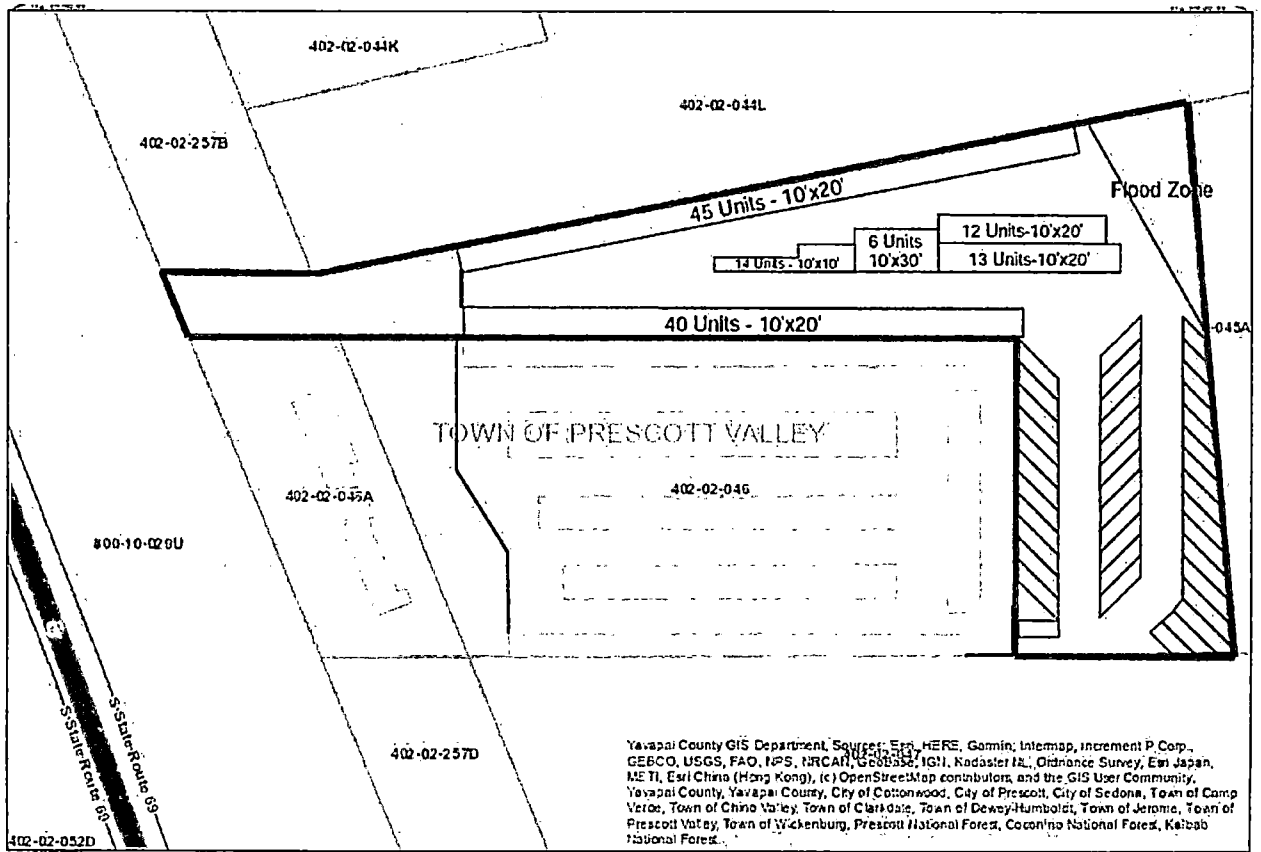 402-02-044K
402-02-044L
402-02-257B
Flood Zone
45 Units - 10'x20'
12 Units-10'x20'
6 Units
10'x30'
13 Units-10'x20'
14 Units - 10'x10'
40 Units - 10'x20'
-045A
TOWN OF PRESCOTT VALLEY
402-02-046
402-02-046A
800-10-028U
S State Route 69
S State Route 69
402-02-257D
402-02-052D
Yavapai County GIS Department, Sources: Esri, HERE, Garmin, Intermap, increment P Corp.,
GEBCO, USGS, FAO, NPS, NRCAN, GeoBase, IGN, Kadaster NL, Ordnance Survey, Esri Japan,
METI, Esri China (Hong Kong), (c) OpenStreetMap contributors, and the GIS User Community,
Yavapai County, Yavapai County, City of Cottonwood, City of Prescott, City of Sedona, Town of Camp
Verde, Town of Chino Valley, Town of Clarkdale, Town of Dewey-Humboldt, Town of Jerome, Town of
Prescott Valley, Town of Wickenburg, Prescott National Forest, Coconino National Forest, Kaibab
National Forest.